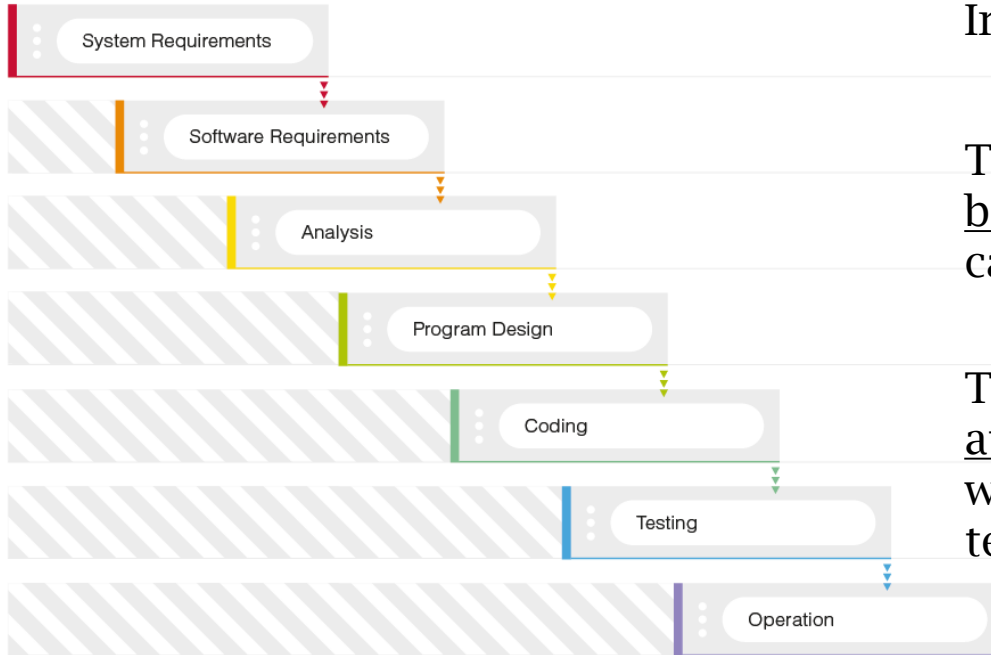 System Requirements
Software Requirements
Analysis
Program Design
Coding
Testing
Operation